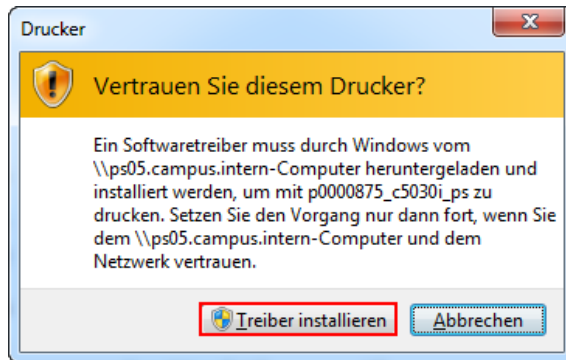 Drucker
Vertrauen Sie diesem Drucker?
Ein Softwaretreiber muss durch Windows vom
\\ps05.campus.intern-Computer heruntergeladen und
installiert werden, um mit p0000875_c5030i_ps zu
drucken. Setzen Sie den Vorgang nur dann fort, wenn Sie
dem \\ps05.campus.intern-Computer und dem
Netzwerk vertrauen.
Treiber installieren
Abbrechen